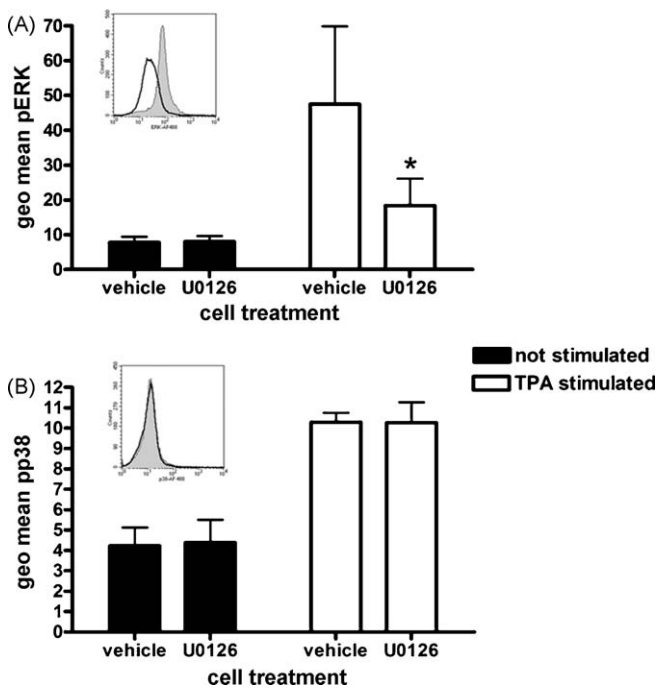 (A)
geo mean pERK
70
60
50
40
30
20
10
0
Counts
*
vehicle U0126 vehicle U0126
cell treatment
not stimulated
TPA stimulated
(B)
geo mean pp38
12
11
10
9
8
7
6
5
4
3
2
1
0
Counts
vehicle U0126 vehicle U0126
cell treatment